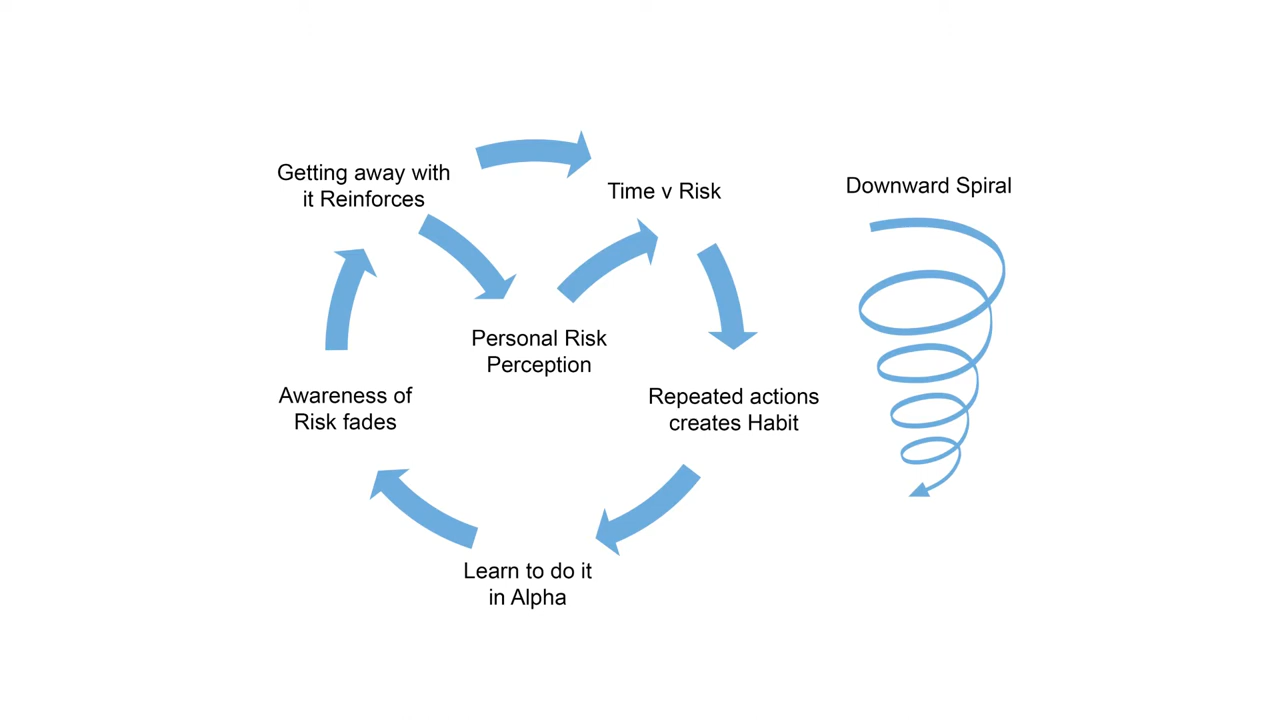 Getting away with
it Reinforces
Time v Risk
Downward Spiral
Personal Risk
Perception
Awareness of
Risk fades
Repeated actions
creates Habit
Learn to do it
in Alpha